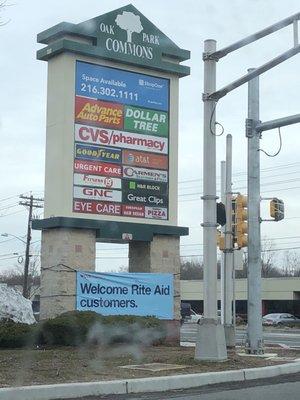 OAK PARK
COMMONS
Space Available
216.302.1111
Advance
Auto Parts
DOLLAR
TREE
CVS/pharmacy
GOODYEAR
at&t
URGENT CARE
CARMEN'S
FITNESS
H&R BLOCK
GNC
Great Clips
EYE CARE
PIZZA
Welcome Rite Aid
customers.